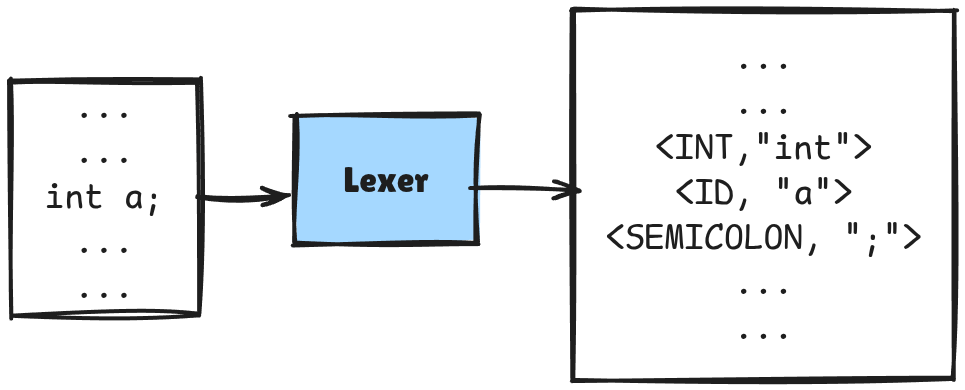 ...
...
int a;
...
...
Lexer
...
...
<INT,"int">
<ID, "a">
<SEMICOLON, ";">
...
...